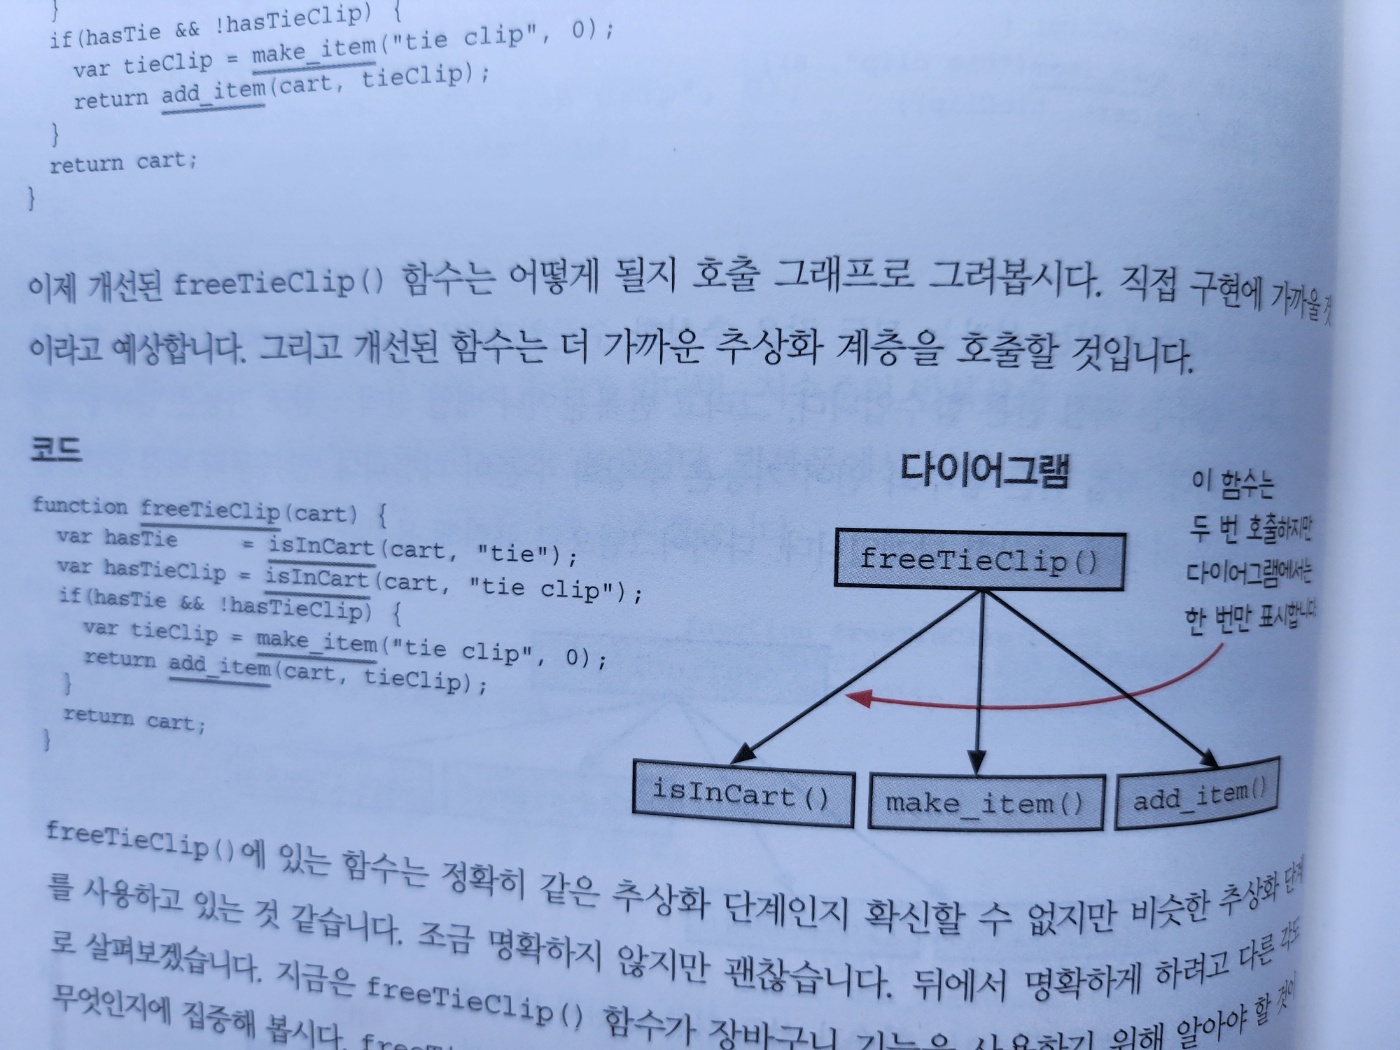 }
if(hasTie && !hasTieClip) {
var tieClip = make_item("tie clip", 0);
return add_item(cart, tieClip);
}
return cart;
}
이제 개선된 freeTieClip() 함수는 어떻게 될지 호출 그래프로 그려봅시다. 직접 구현에 가까울 것
이라고 예상합니다. 그리고 개선된 함수는 더 가까운 추상화 계층을 호출할 것입니다.
코드
function freeTieClip(cart) {
var hasTie = isInCart(cart, "tie");
var hasTieClip = isInCart(cart, "tie clip");
if(hasTie && !hasTieClip) {
var tieClip = make_item("tie clip", 0);
return add_item(cart, tieClip);
}
return cart;
}
다이어그램
이 함수는
두 번 호출하지만
다이어그램에서는
한 번만 표시합니다
freeTieClip()
isInCart()
make_item()
add_item()
freeTieClip()에 있는 함수는 정확히 같은 추상화 단계인지 확신할 수 없지만 비슷한 추상화 단계
를 사용하고 있는 것 같습니다. 조금 명확하지 않지만 괜찮습니다. 뒤에서 명확하게 하려고 다른 각도
로 살펴보겠습니다. 지금은 freeTieClip() 함수가 장바구니 기능을 사용하기 위해 알아야 할 것이
무엇인지에 집중해 봅시다.